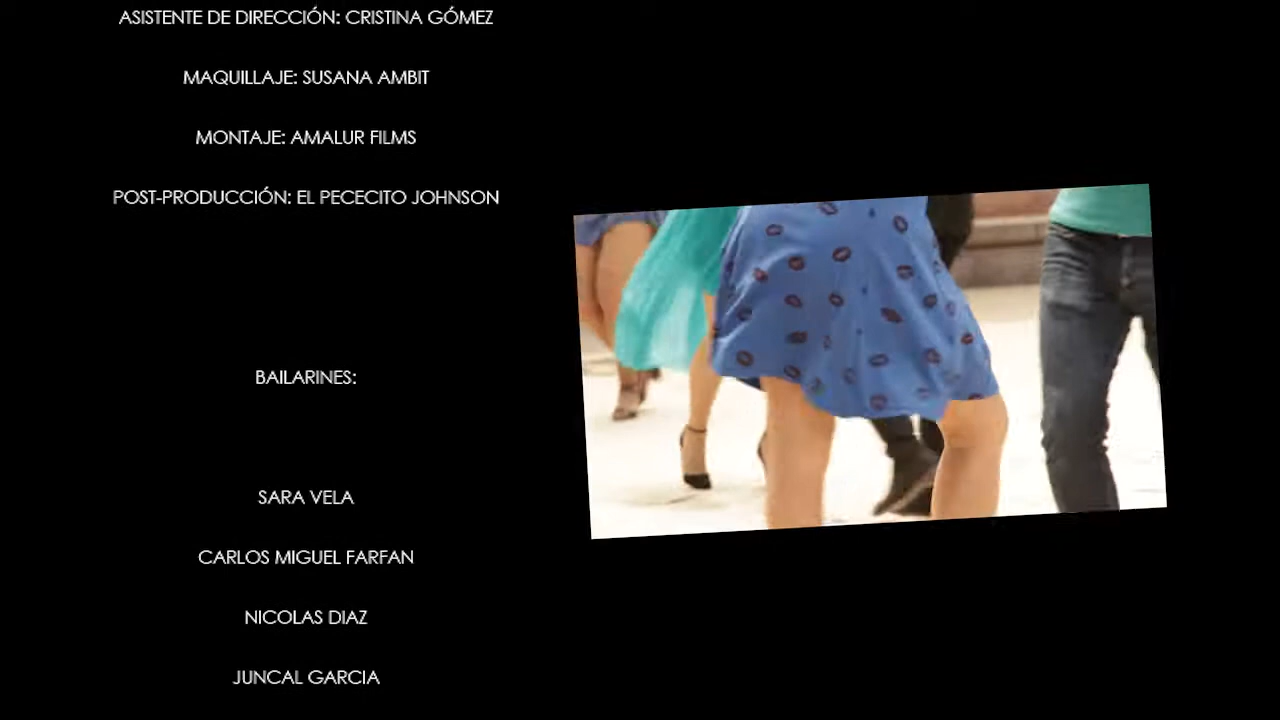 ASISTENTE DE DIRECCIÓN: CRISTINA GÓMEZ
MAQUILLAJE: SUSANA AMBIT
MONTAJE: AMALUR FILMS
POST-PRODUCCIÓN: EL PECECITO JOHNSON
BAILARINES:
SARA VELA
CARLOS MIGUEL FARFAN
NICOLAS DIAZ
JUNCAL GARCIA